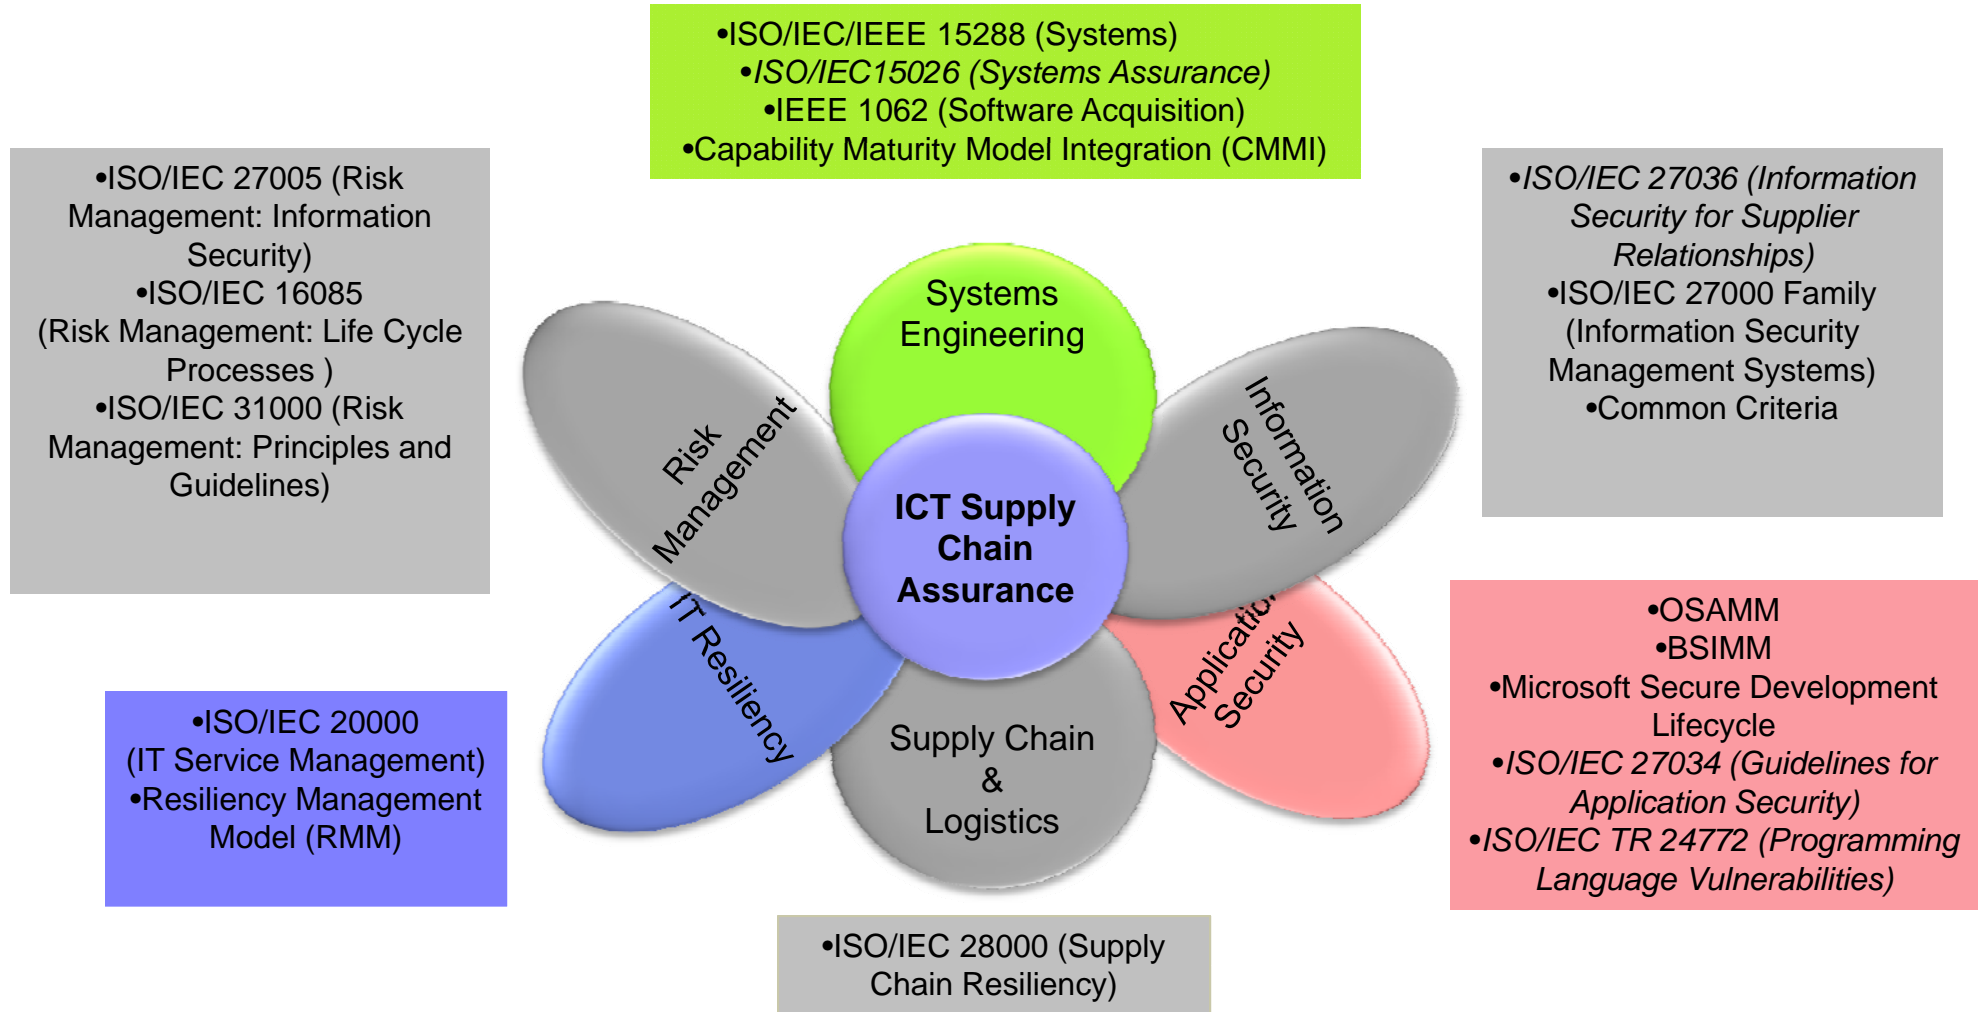 •ISO/IEC/IEEE 15288 (Systems)
•ISO/IEC15026 (Systems Assurance)
•IEEE 1062 (Software Acquisition)
•Capability Maturity Model Integration (CMMI)
•ISO/IEC 27005 (Risk
Management: Information
Security)
•ISO/IEC 16085
(Risk Management: Life Cycle
Processes )
•ISO/IEC 31000 (Risk
Management: Principles and
Guidelines)
•ISO/IEC 27036 (Information
Security for Supplier
Relationships)
•ISO/IEC 27000 Family
(Information Security
Management Systems)
•Common Criteria
Systems
Engineering
Risk
Management
Information
Security
ICT Supply
Chain
Assurance
IT Resiliency
Application
Security
Supply Chain
&
Logistics
•ISO/IEC 20000
(IT Service Management)
•Resiliency Management
Model (RMM)
•OSAMM
•BSIMM
•Microsoft Secure Development
Lifecycle
•ISO/IEC 27034 (Guidelines for
Application Security)
•ISO/IEC TR 24772 (Programming
Language Vulnerabilities)
•ISO/IEC 28000 (Supply
Chain Resiliency)